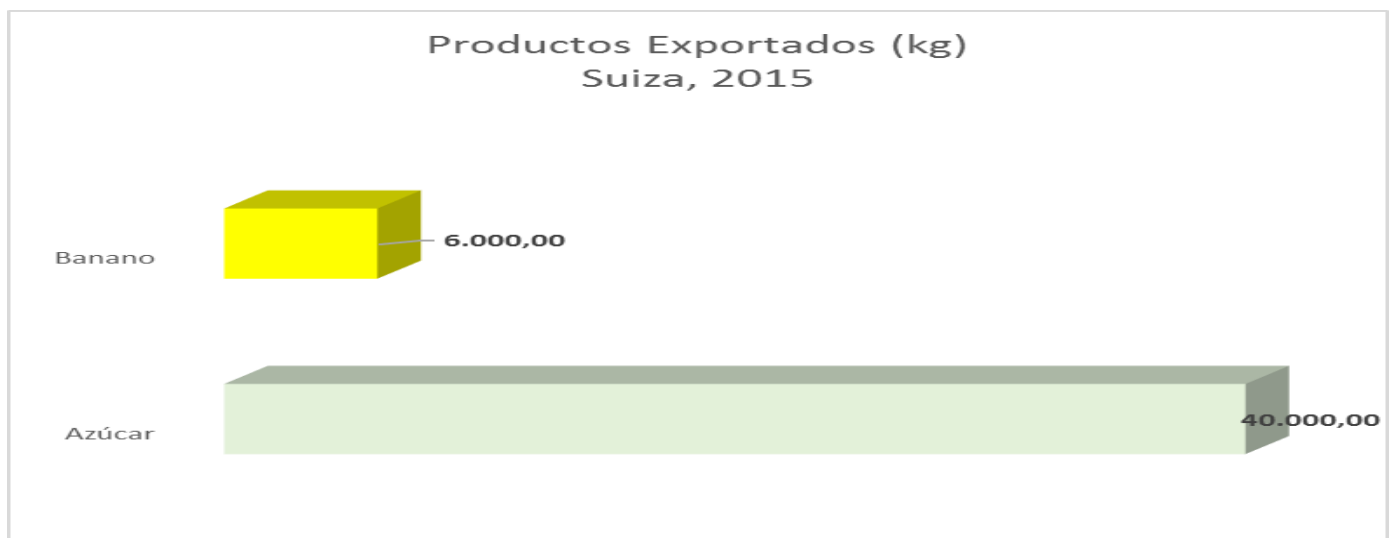 Productos Exportados (kg)
Suiza, 2015
Banano
6.000,00
Azúcar
40.000,00